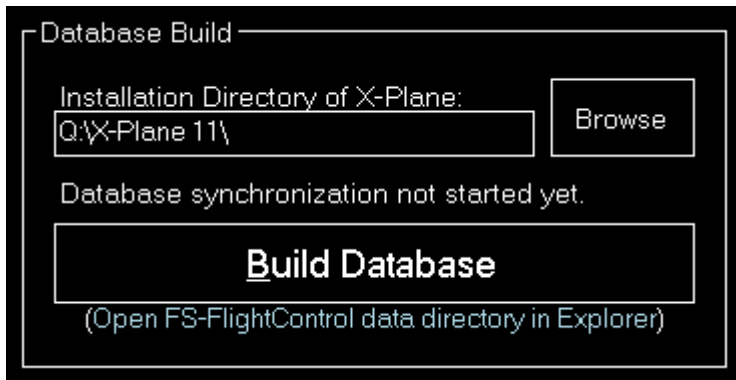 Database Build
Installation Directory of X-Plane:
Q:\X-Plane 11\
Browse
Database synchronization not started yet.
Build Database
(Open FS-FlightControl data directory in Explorer)